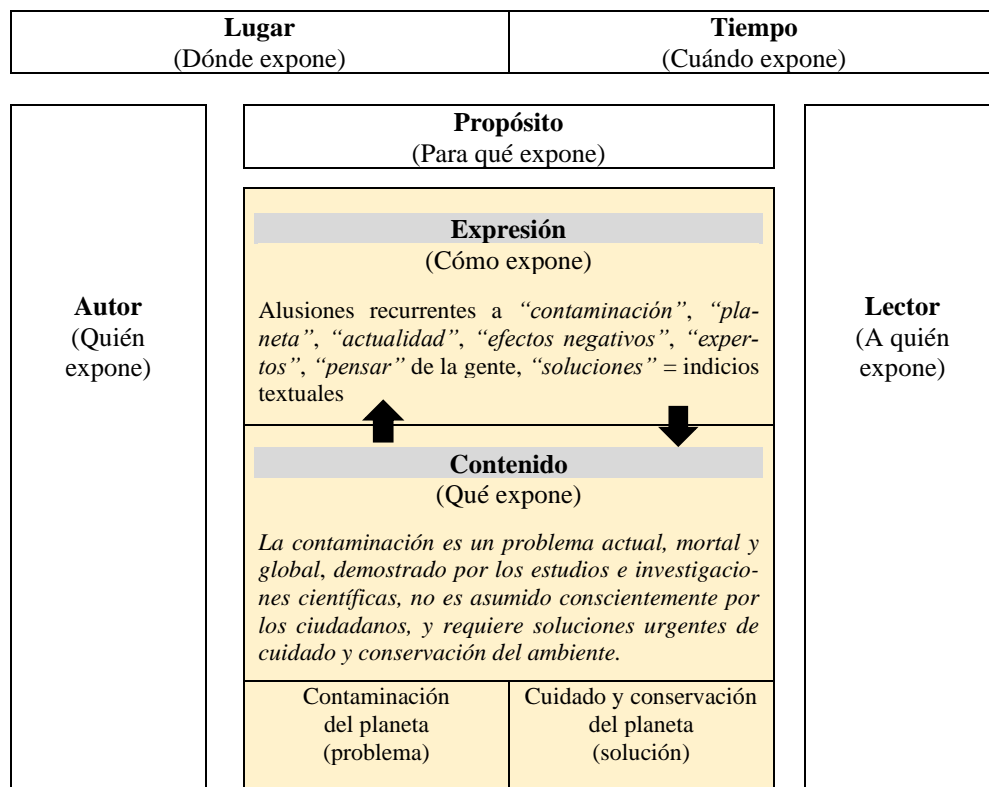 Lugar
(Dónde expone)
Tiempo
(Cuándo expone)
Propósito
(Para qué expone)
Autor
(Quién
expone)
Expresión
(Cómo expone)
Alusiones recurrentes a “contaminación”, “pla-
neta”, “actualidad”, “efectos negativos”, “exper-
tos”, “pensar” de la gente, “soluciones” = indicios
textuales
Contenido
(Qué expone)
La contaminación es un problema actual, mortal y
global, demostrado por los estudios e investigacio-
nes científicas, no es asumido conscientemente por
los ciudadanos, y requiere soluciones urgentes de
cuidado y conservación del ambiente.
Contaminación
del planeta
(problema)
Cuidado y conservación
del planeta
(solución)
Lector
(A quién
expone)